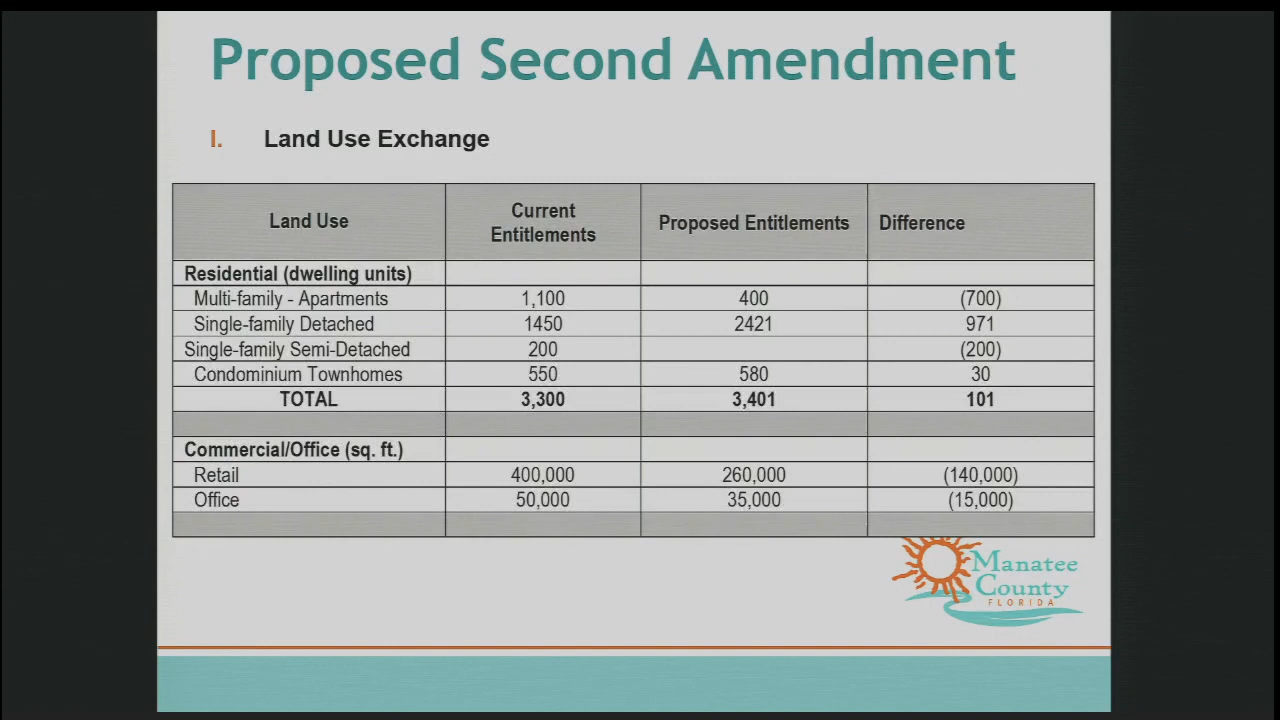 Proposed Second Amendment
I. Land Use Exchange
Land Use Current Entitlements Proposed Entitlements Difference
Residential (dwelling units)
Multi-family - Apartments 1,100 400 (700)
Single-family Detached 1450 2421 971
Single-family Semi-Detached 200 (200)
Condominium Townhomes 550 580 30
TOTAL 3,300 3,401 101
Commercial/Office (sq. ft.)
Retail 400,000 260,000 (140,000)
Office 50,000 35,000 (15,000)
Manatee
County
FLORIDA